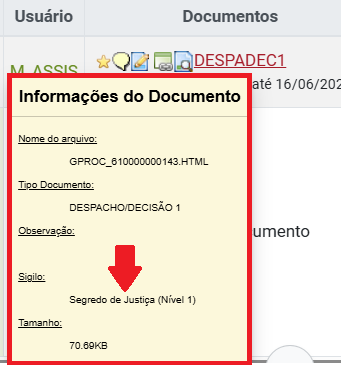 Usuário Documentos
M_ASSIS DESPADEC1
até 16/06/202
Informações do Documento
Nome do arquivo:
GPROC_610000000143.HTML
Tipo Documento:
DESPACHO/DECISÃO 1
Observação:
umento
Sigilo:
Segredo de Justiça (Nível 1)
Tamanho:
70.69KB